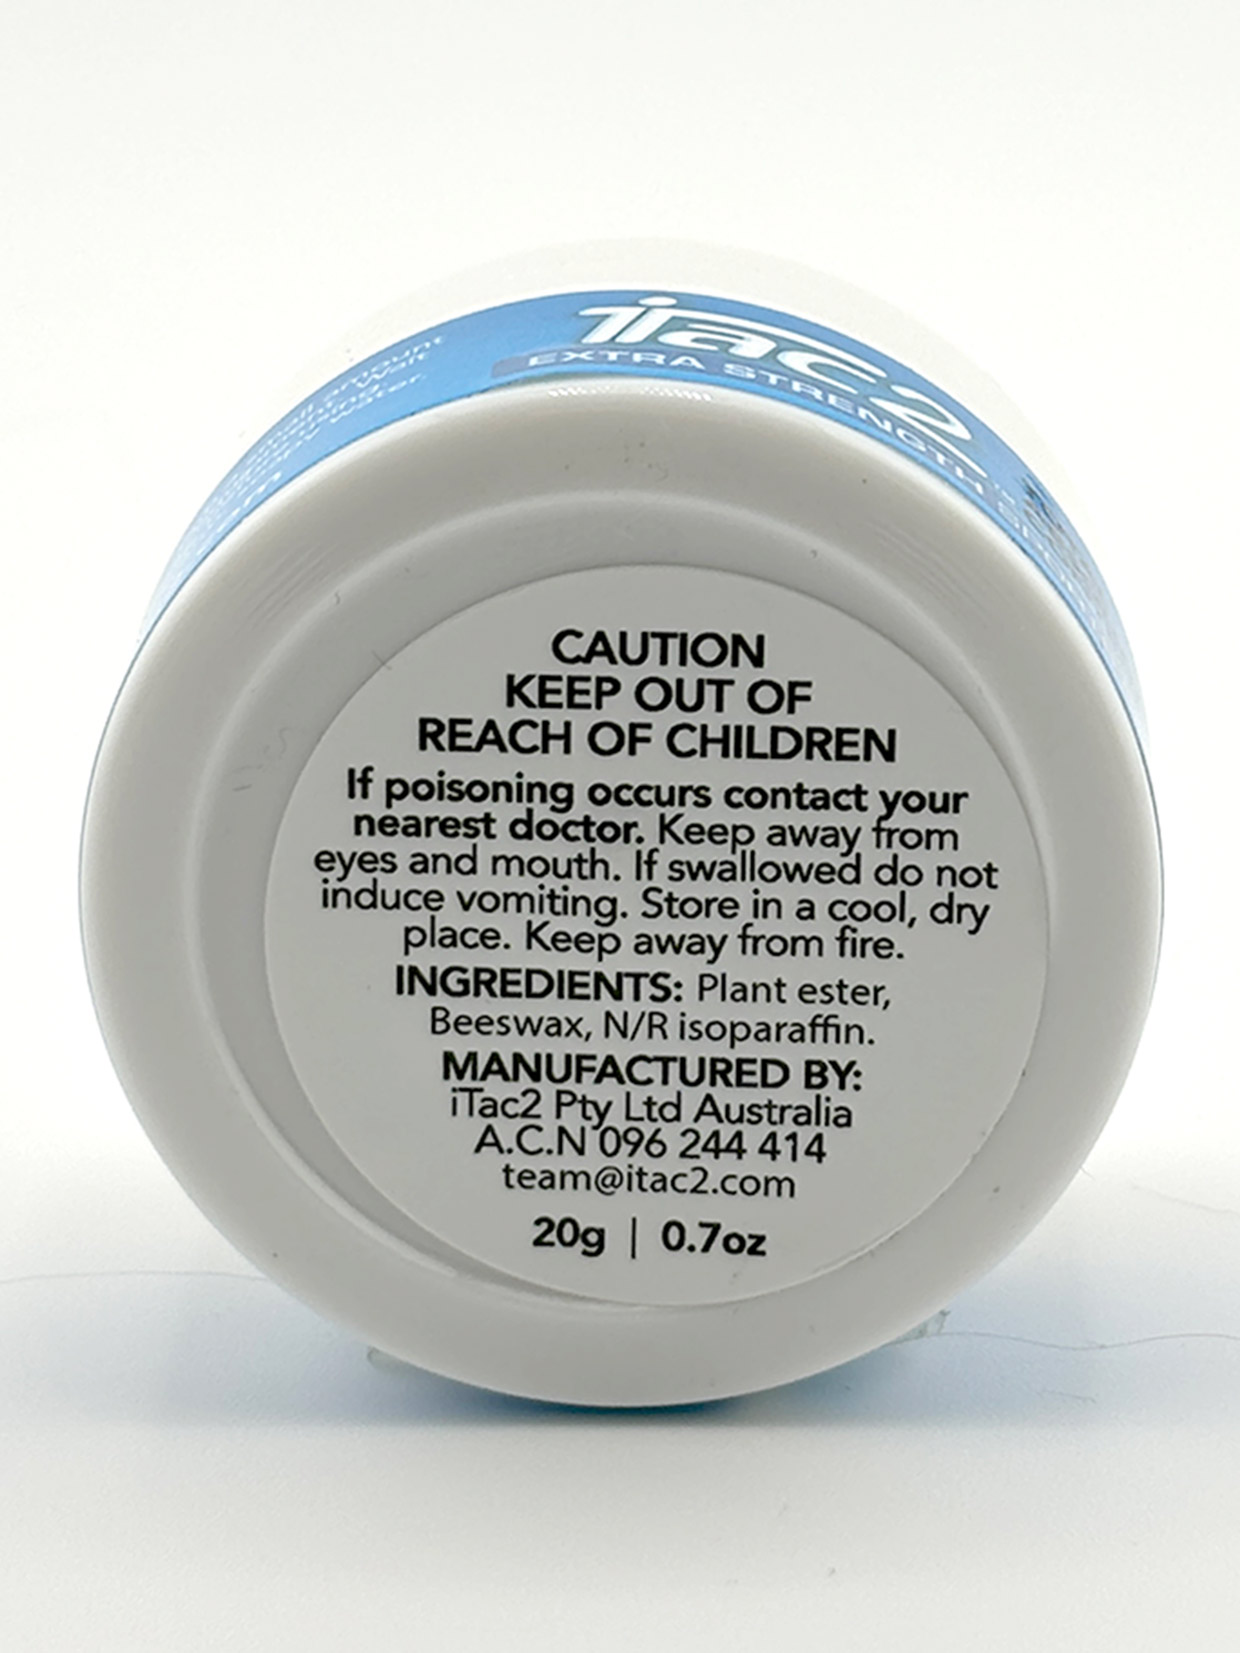 iTac2
EXTRA STRENGTH
CAUTION
KEEP OUT OF
REACH OF CHILDREN
If poisoning occurs contact your
nearest doctor. Keep away from
eyes and mouth. If swallowed do not
induce vomiting. Store in a cool, dry
place. Keep away from fire.
INGREDIENTS: Plant ester,
Beeswax, N/R isoparaffin.
MANUFACTURED BY:
iTac2 Pty Ltd Australia
A.C.N 096 244 414
team@itac2.com
20g | 0.7oz